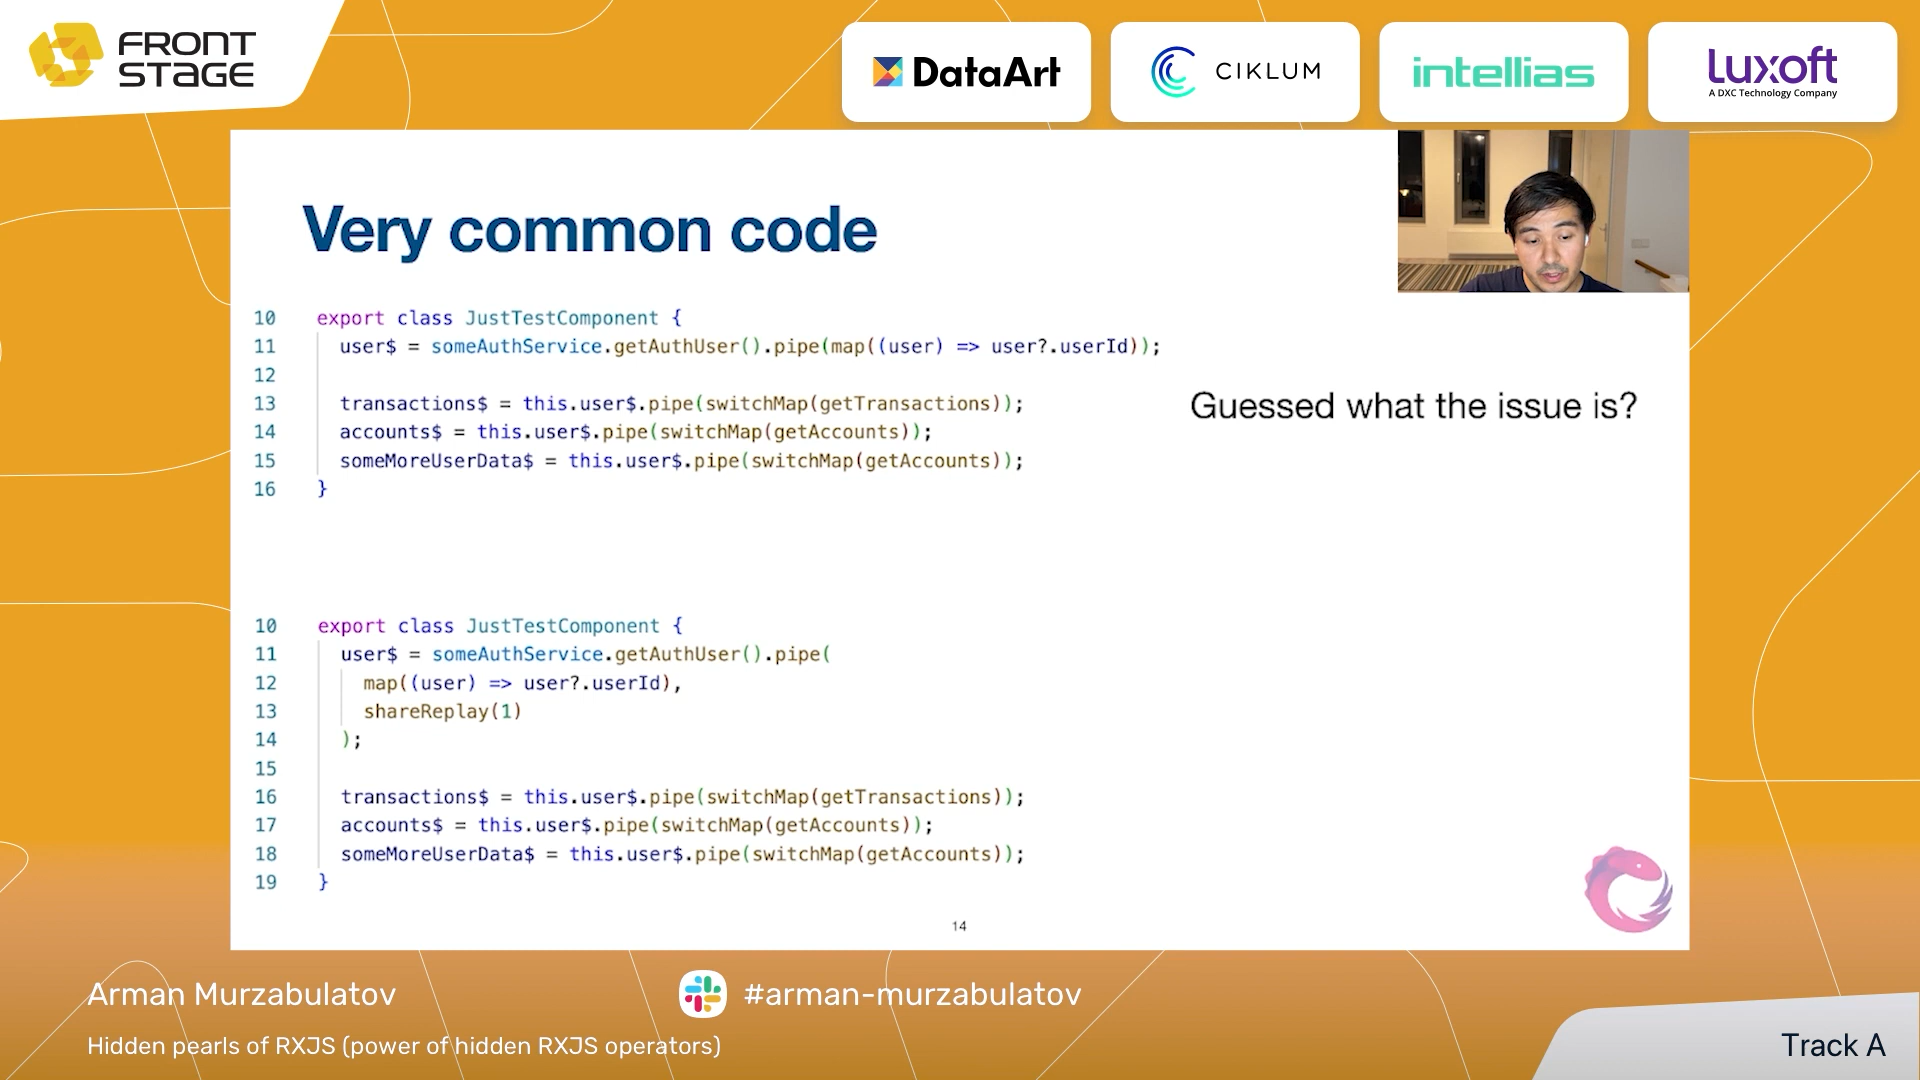 FRONT
STAGE
DataArt
CIKLUM
intellias
Luxoft
A DXC Technology Company
Very common code
10 export class JustTestComponent {
11 user$ = someAuthService.getAuthUser().pipe(map((user) => user?.userId));
12
13 transactions$ = this.user$.pipe(switchMap(getTransactions));
14 accounts$ = this.user$.pipe(switchMap(getAccounts));
15 someMoreUserData$ = this.user$.pipe(switchMap(getAccounts));
16 }
Guessed what the issue is?
10 export class JustTestComponent {
11 user$ = someAuthService.getAuthUser().pipe(
12 map((user) => user?.userId),
13 shareReplay(1)
14 );
15
16 transactions$ = this.user$.pipe(switchMap(getTransactions));
17 accounts$ = this.user$.pipe(switchMap(getAccounts));
18 someMoreUserData$ = this.user$.pipe(switchMap(getAccounts));
19 }
14
Arman Murzabulatov
#arman-murzabulatov
Hidden pearls of RXJS (power of hidden RXJS operators)
Track A